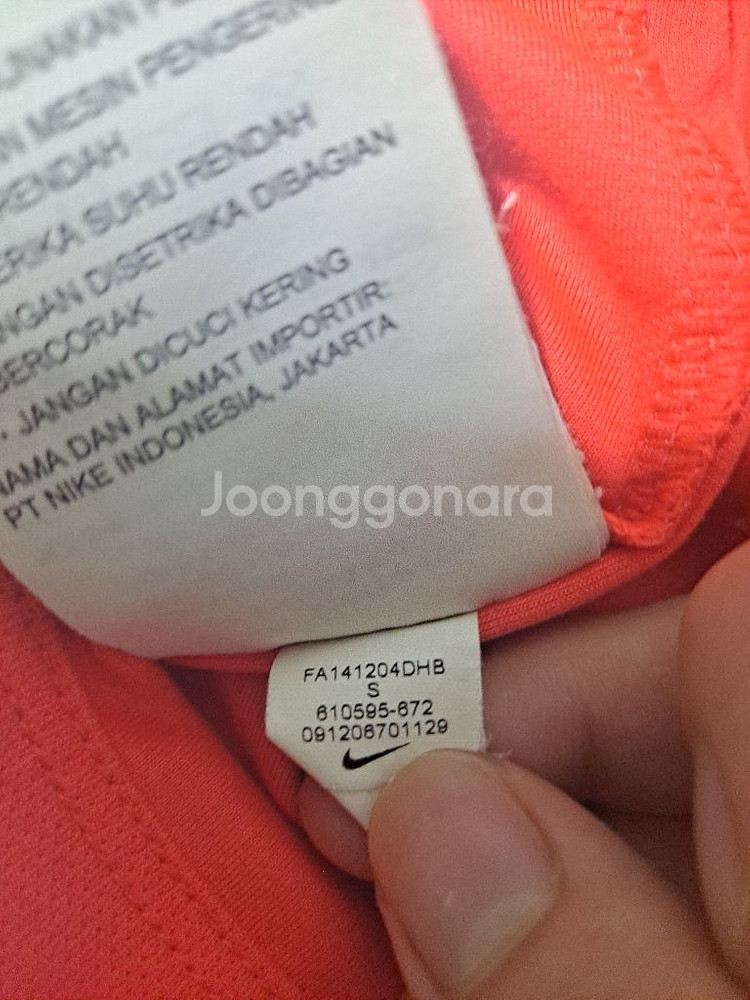 MESIN PENGERING
RENDAH
ERIKA SUHU RENDAH
NGAN DISETRIKA DIBAGIAN
BERCORAK
· JANGAN DICUCI KERING
NAMA DAN ALAMAT IMPORTIR:
PT NIKE INDONESIA, JAKARTA
Joonggonara
FA141204DHB
S
610595-672
091206701129